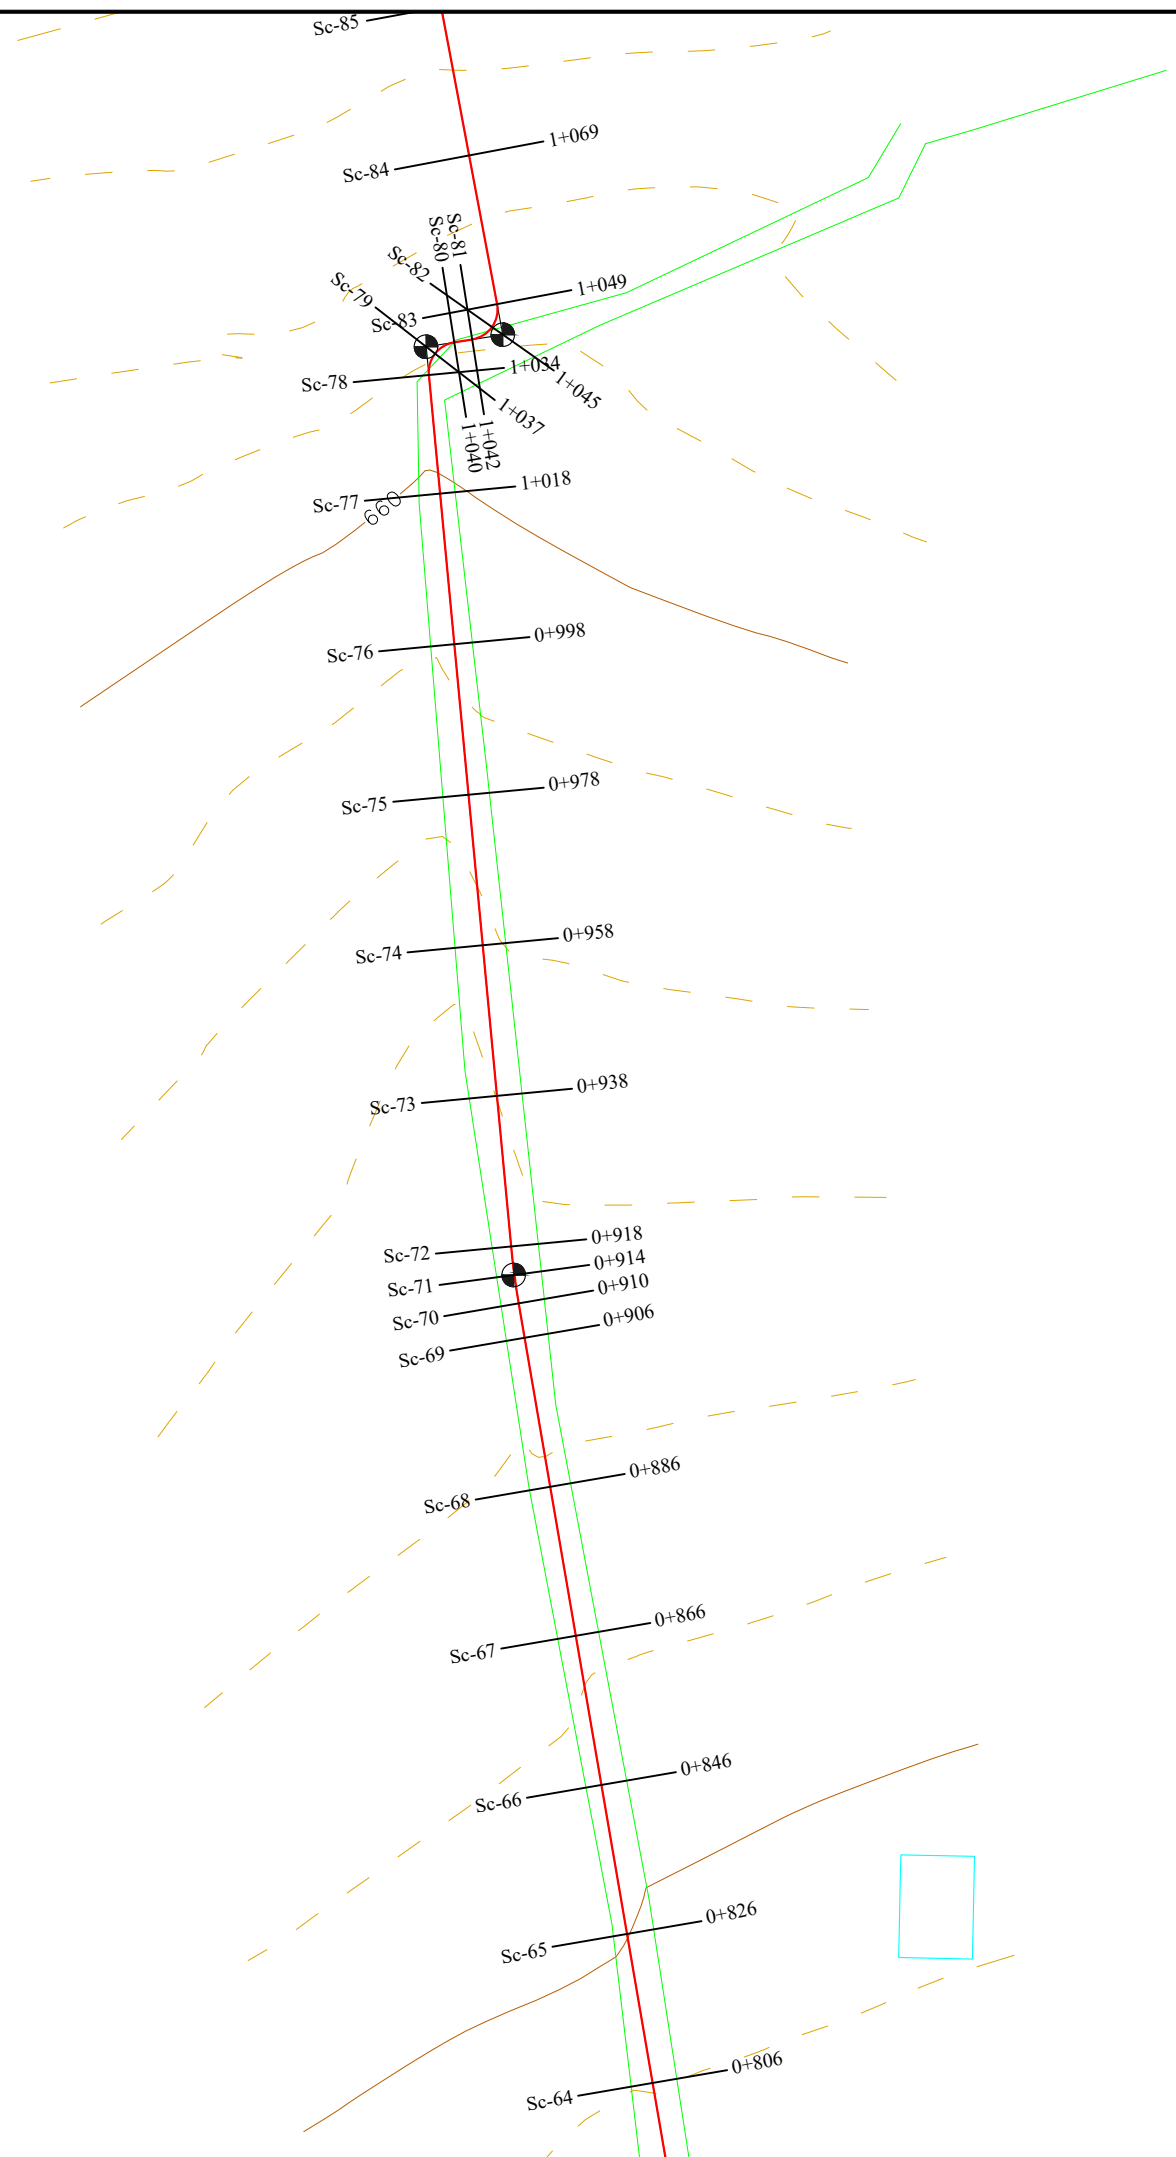 Sc-85
Sc-84 1+069
Sc-81
Sc-80
Sc-82
Sc-79
Sc-83 1+049
Sc-78 1+034
1+045
1+037
1+042
1+040
Sc-77 1+018
660
Sc-76 0+998
Sc-75 0+978
Sc-74 0+958
Sc-73 0+938
Sc-72 0+918
Sc-71 0+914
Sc-70 0+910
Sc-69 0+906
Sc-68 0+886
Sc-67 0+866
Sc-66 0+846
Sc-65 0+826
Sc-64 0+806